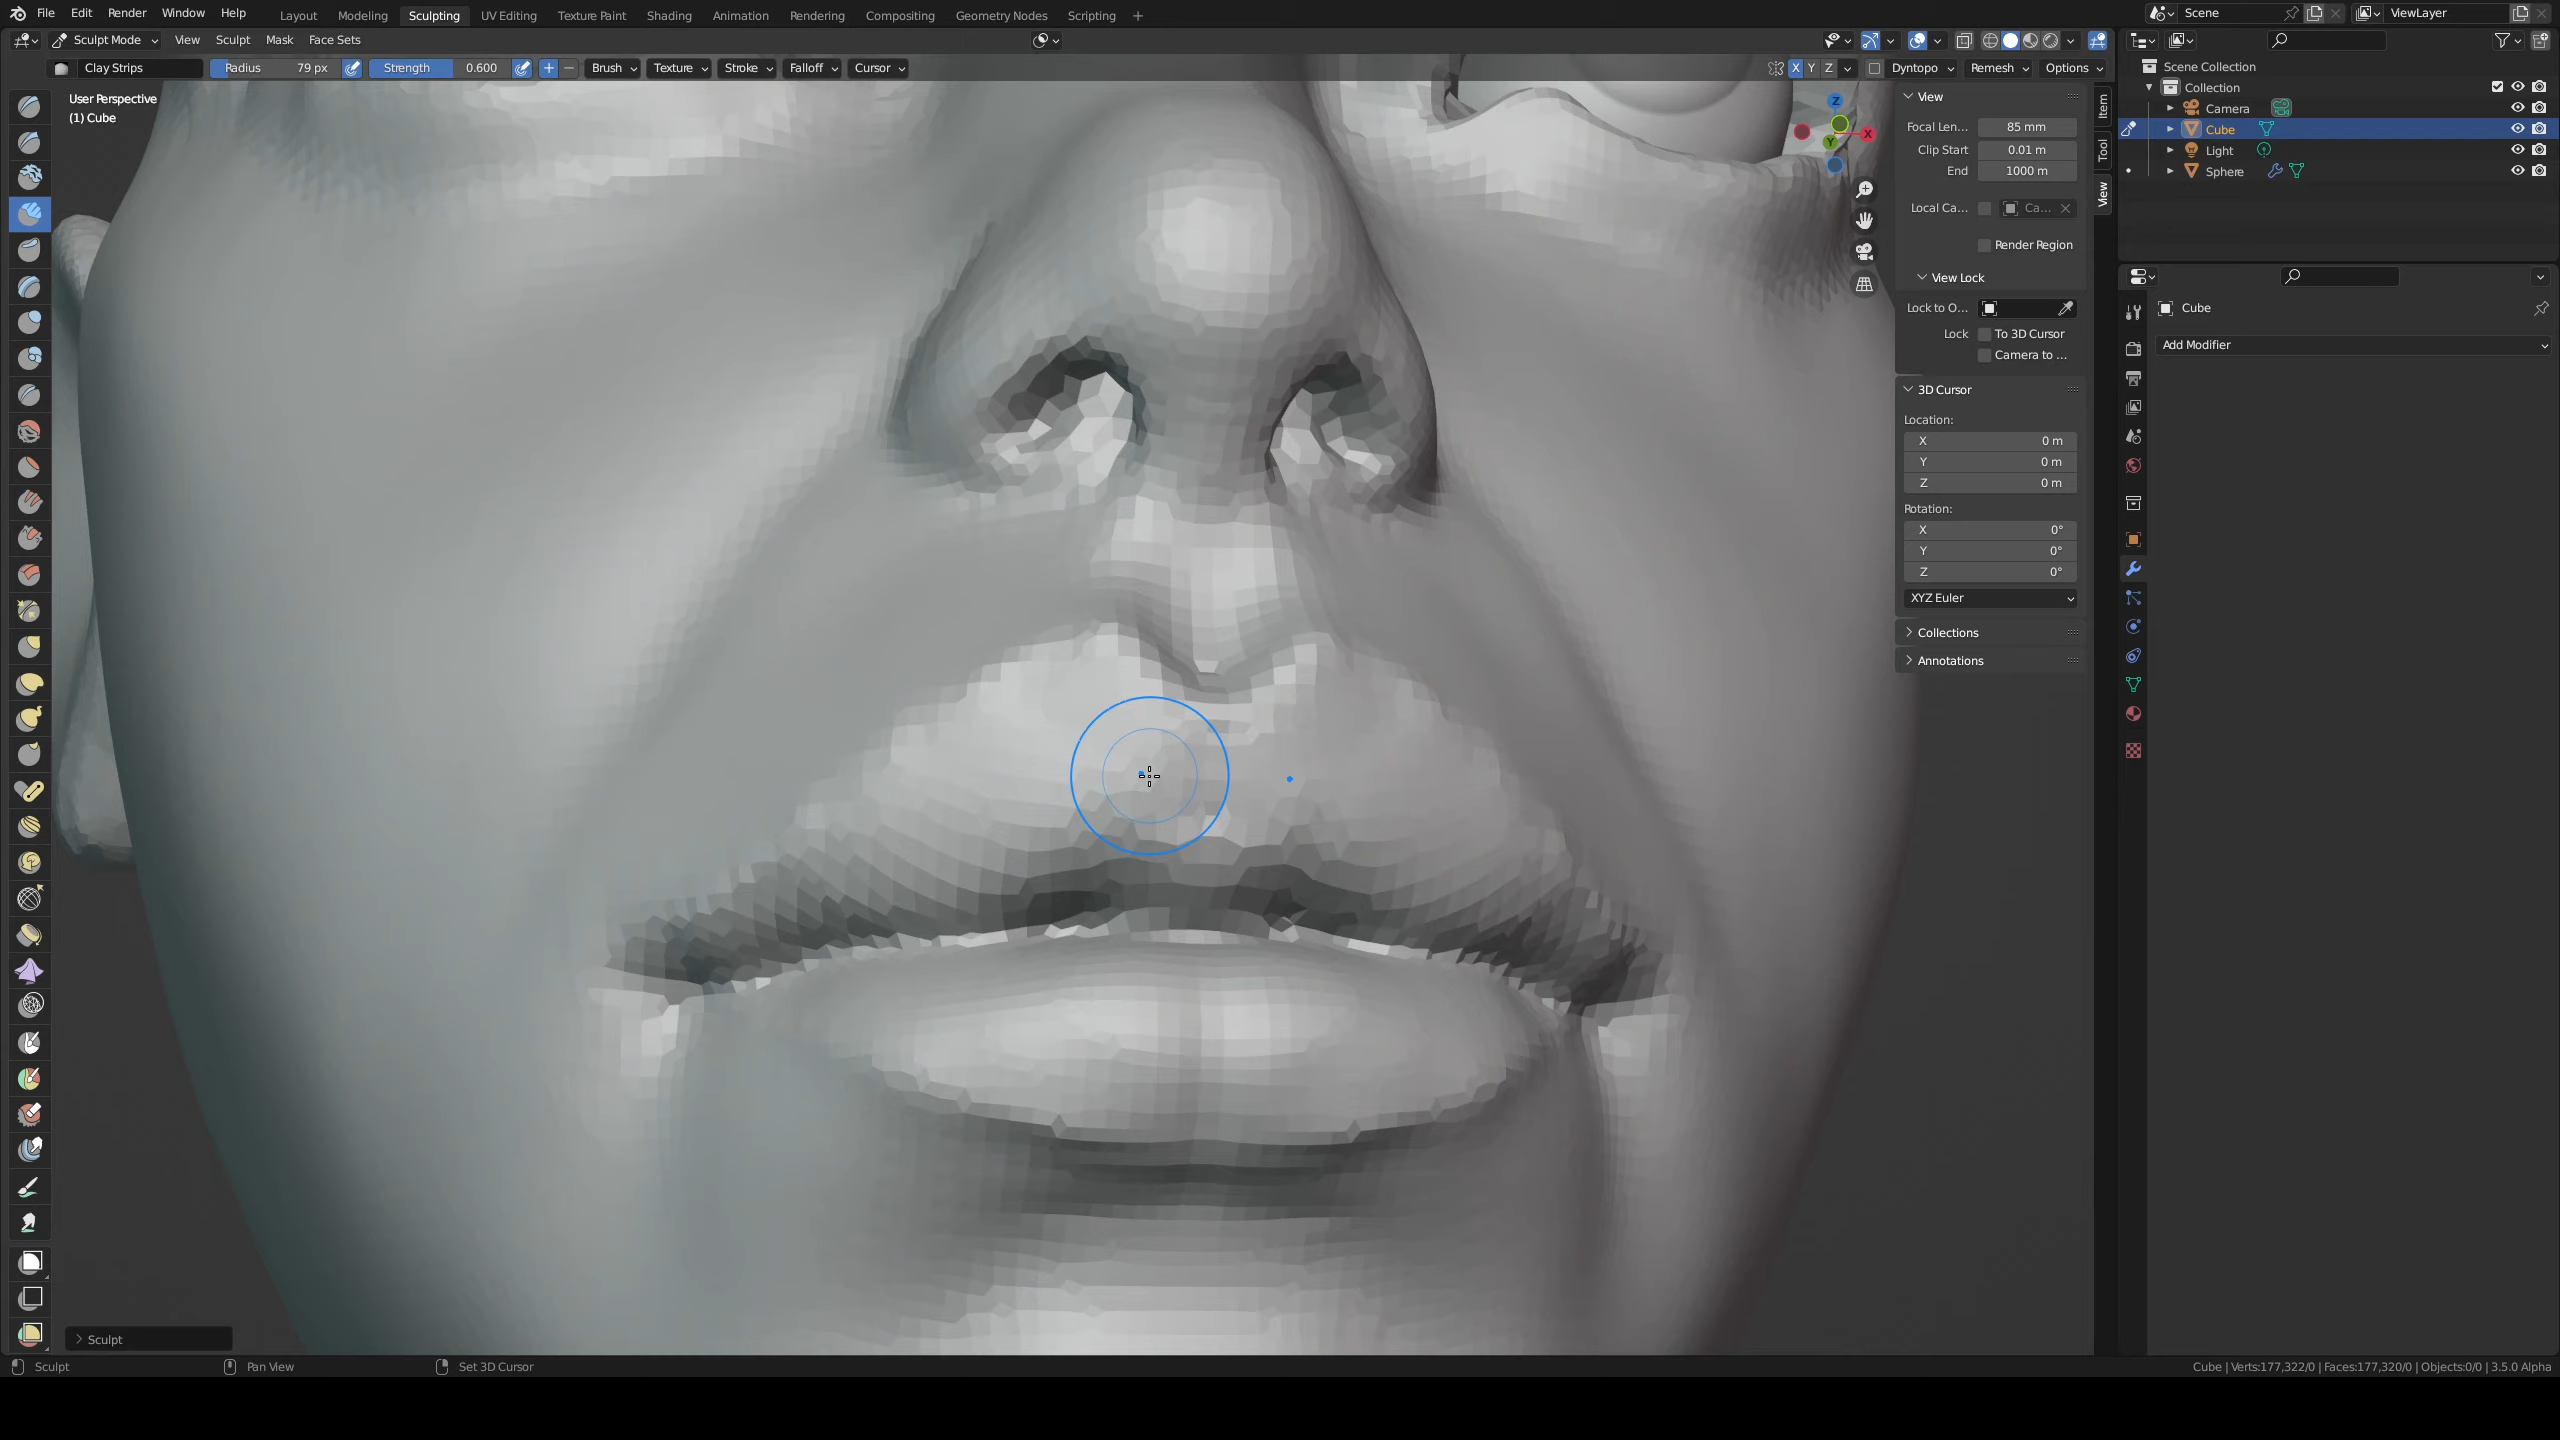 File Edit Render Window Help Layout Modeling Sculpting UV Editing Texture Paint Shading Animation Rendering Compositing Geometry Nodes Scripting + Scene ViewLayer
Sculpt Mode View Sculpt Mask Face Sets
Clay Strips Radius 79 px Strength 0.600 Brush Texture Stroke Falloff Cursor X Y Z Dyntopo Remesh Options
User Perspective
(1) Cube
Z
X
Y
View
Focal Len... 85 mm
Clip Start 0.01 m
End 1000 m
Local Ca... Ca...
Render Region
View Lock
Lock to O...
Lock To 3D Cursor
Camera to ...
3D Cursor
Location:
X 0 m
Y 0 m
Z 0 m
Rotation:
X 0°
Y 0°
Z 0°
XYZ Euler
Collections
Annotations
Item
Tool
View
Scene Collection
Collection
Camera
Cube
Light
Sphere
Cube
Add Modifier
Sculpt
Sculpt Pan View Set 3D Cursor Cube | Verts:177,322/0 | Faces:177,320/0 | Objects:0/0 | 3.5.0 Alpha